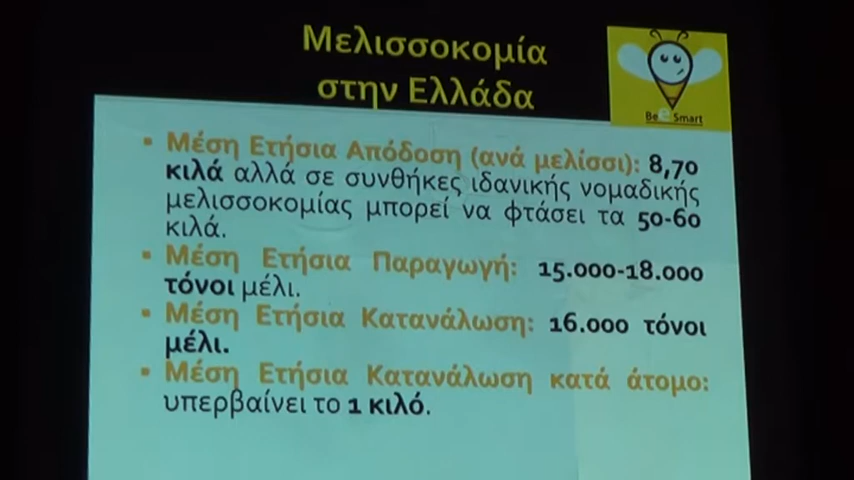 Μελισσοκομία
στην Ελλάδα
Bee Smart
▪ Μέση Ετήσια Απόδοση (ανά μελίσσι): 8,70
κιλά αλλά σε συνθήκες ιδανικής νομαδικής
μελισσοκομίας μπορεί να φτάσει τα 50-60
κιλά.
▪ Μέση Ετήσια Παραγωγή: 15.000-18.000
τόνοι μέλι.
▪ Μέση Ετήσια Κατανάλωση: 16.000 τόνοι
μέλι.
▪ Μέση Ετήσια Κατανάλωση κατά άτομο:
υπερβαίνει το 1 κιλό.